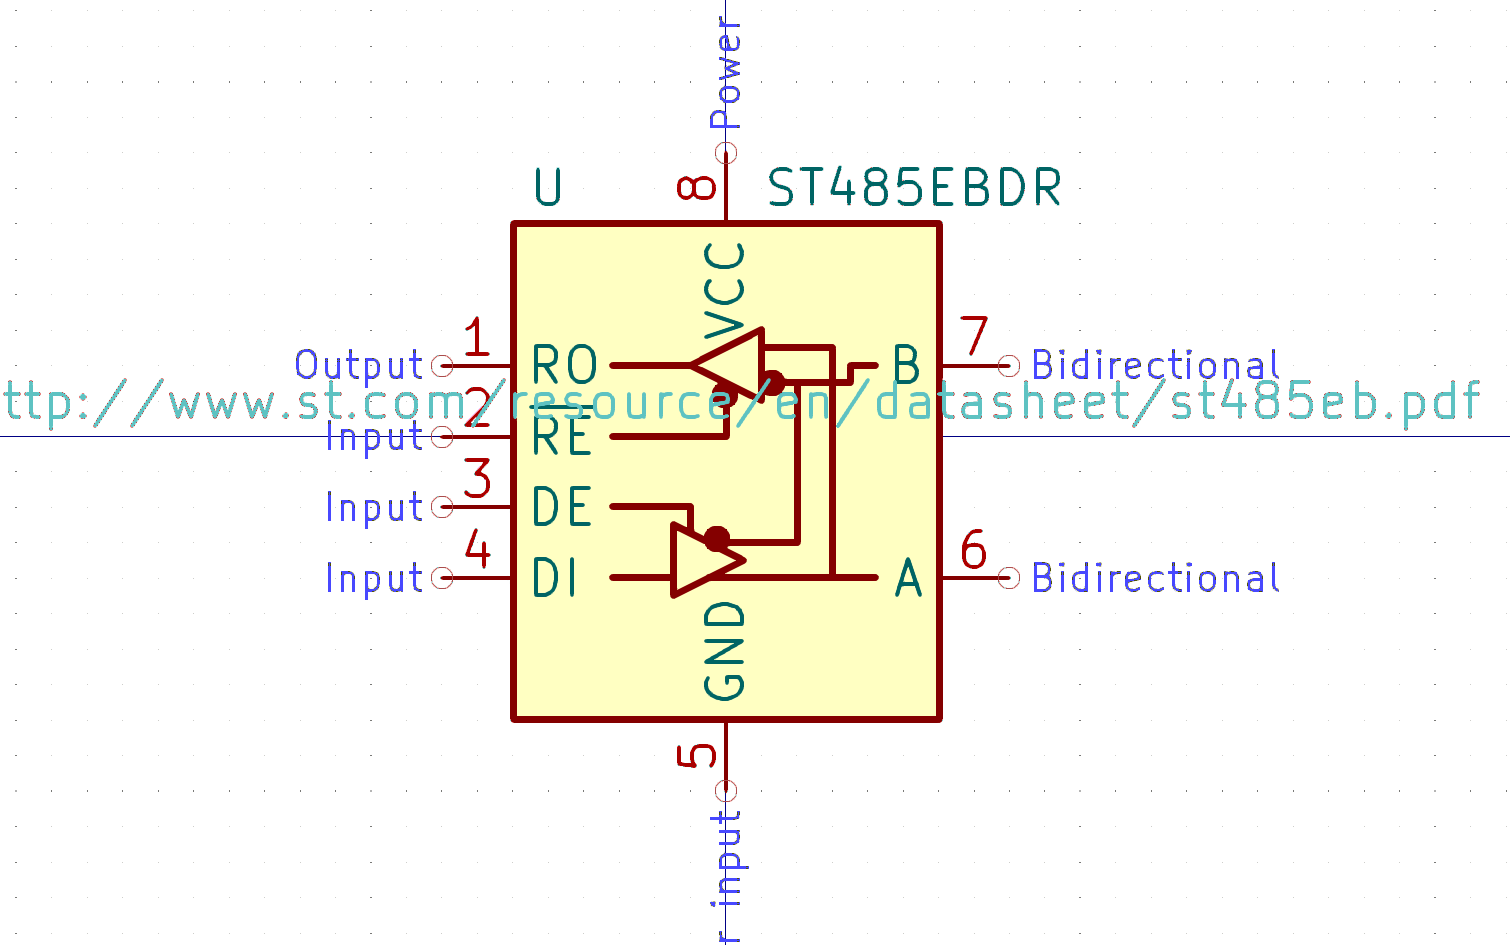 Power
U
8
ST485EBDR
VCC
1
7
Output
RO
B
Bidirectional
ttp://www.st.com/resource/en/datasheet/st485eb.pdf
2
Input
RE
3
Input
DE
4
6
Input
DI
A
Bidirectional
GND
5
r input